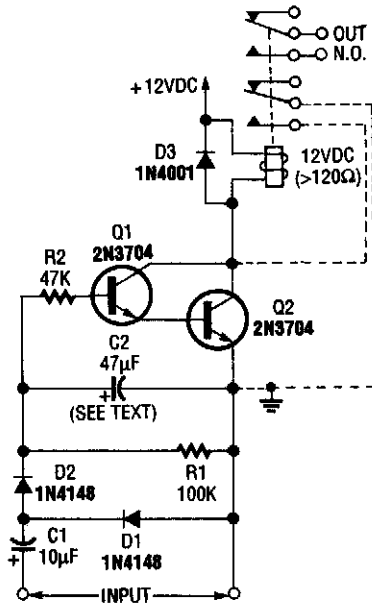 OUT
N.O.
+12VDC
D3
1N4001
12VDC
(>120Ω)
R2
47K
Q1
2N3704
Q2
2N3704
C2
47µF
+
(SEE TEXT)
D2
1N4148
R1
100K
C1
10µF
+
D1
1N4148
INPUT